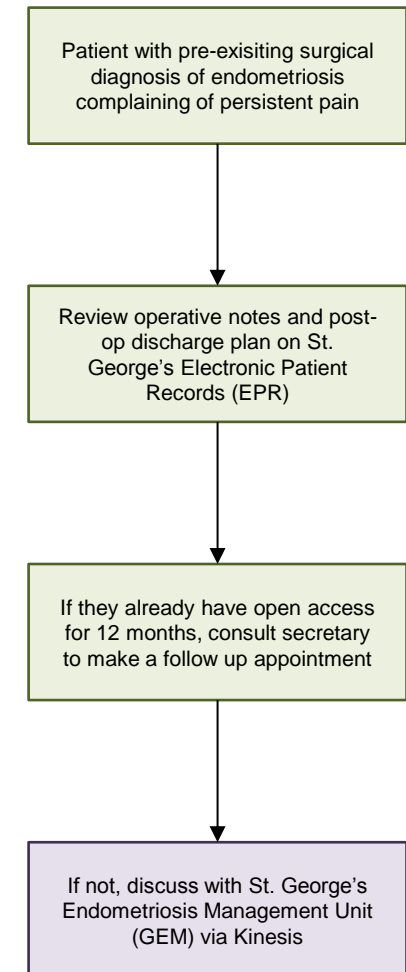 Patient with pre-exisiting surgical
diagnosis of endometriosis
complaining of persistent pain
Review operative notes and post-
op discharge plan on St.
George’s Electronic Patient
Records (EPR)
If they already have open access
for 12 months, consult secretary
to make a follow up appointment
If not, discuss with St. George’s
Endometriosis Management Unit
(GEM) via Kinesis